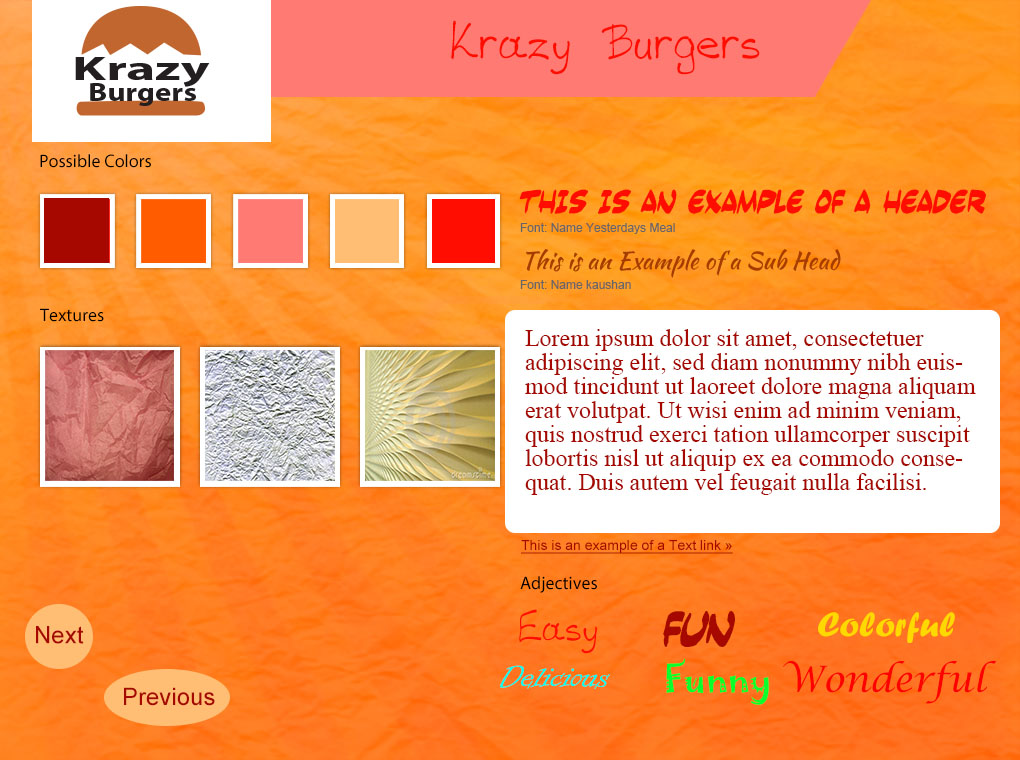 Krazy
Burgers
Krazy Burgers
Possible Colors
THIS IS AN EXAMPLE OF A HEADER
Font: Name Yesterdays Meal
This is an Example of a Sub Head
Font: Name kaushan
Textures
Lorem ipsum dolor sit amet, consectetuer
adipiscing elit, sed diam nonummy nibh euis-
mod tincidunt ut laoreet dolore magna aliquam
erat volutpat. Ut wisi enim ad minim veniam,
quis nostrud exerci tation ullamcorper suscipit
lobortis nisl ut aliquip ex ea commodo conse-
quat. Duis autem vel feugait nulla facilisi.
This is an example of a Text link »
Adjectives
Easy FUN Colorful
Delicious Funny Wonderful
Next
Previous